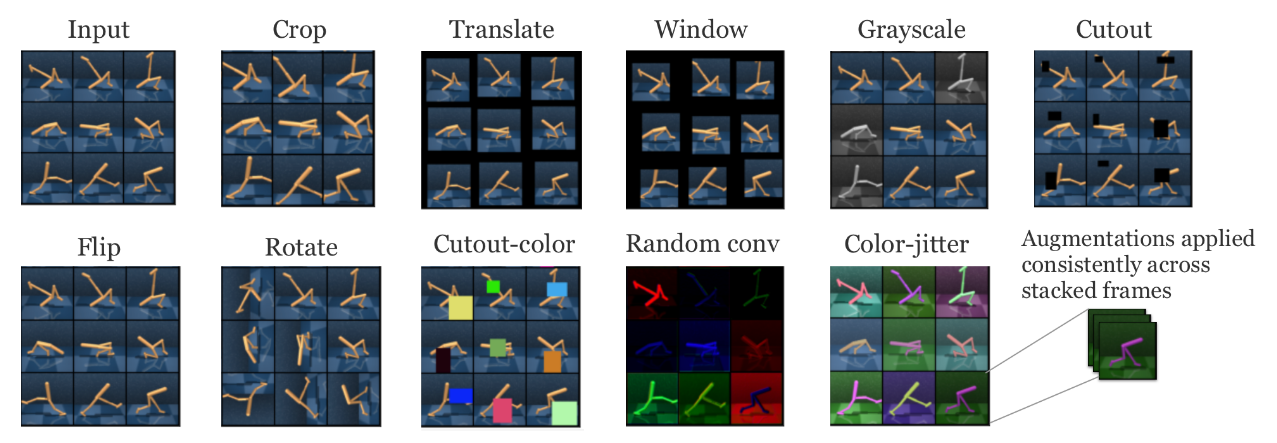 Input
Crop
Translate
Window
Grayscale
Cutout
Flip
Rotate
Cutout-color
Random conv
Color-jitter
Augmentations applied
consistently across
stacked frames